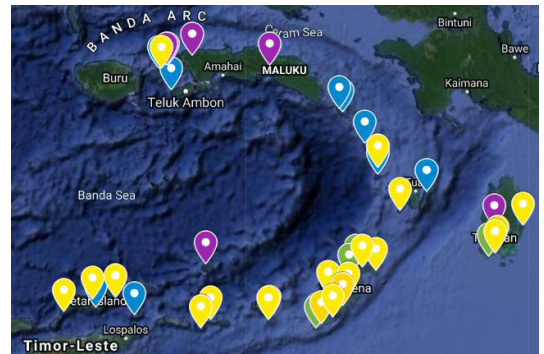 BANDA ARC
Bintuni
Ceram Sea
Bawe
Buru
Amahai
MALUKU
Kaimana
Teluk Ambon
Banda Sea
Lospalos
Timor-Leste